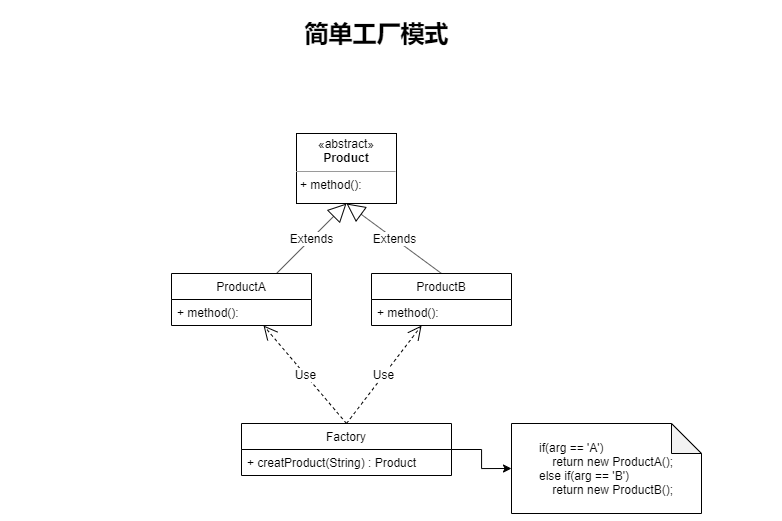 简单工厂模式
«abstract»
Product
+ method():
Extends
Extends
ProductA
+ method():
ProductB
+ method():
Use
Use
Factory
+ creatProduct(String) : Product
if(arg == 'A')
return new ProductA();
else if(arg == 'B')
return new ProductB();